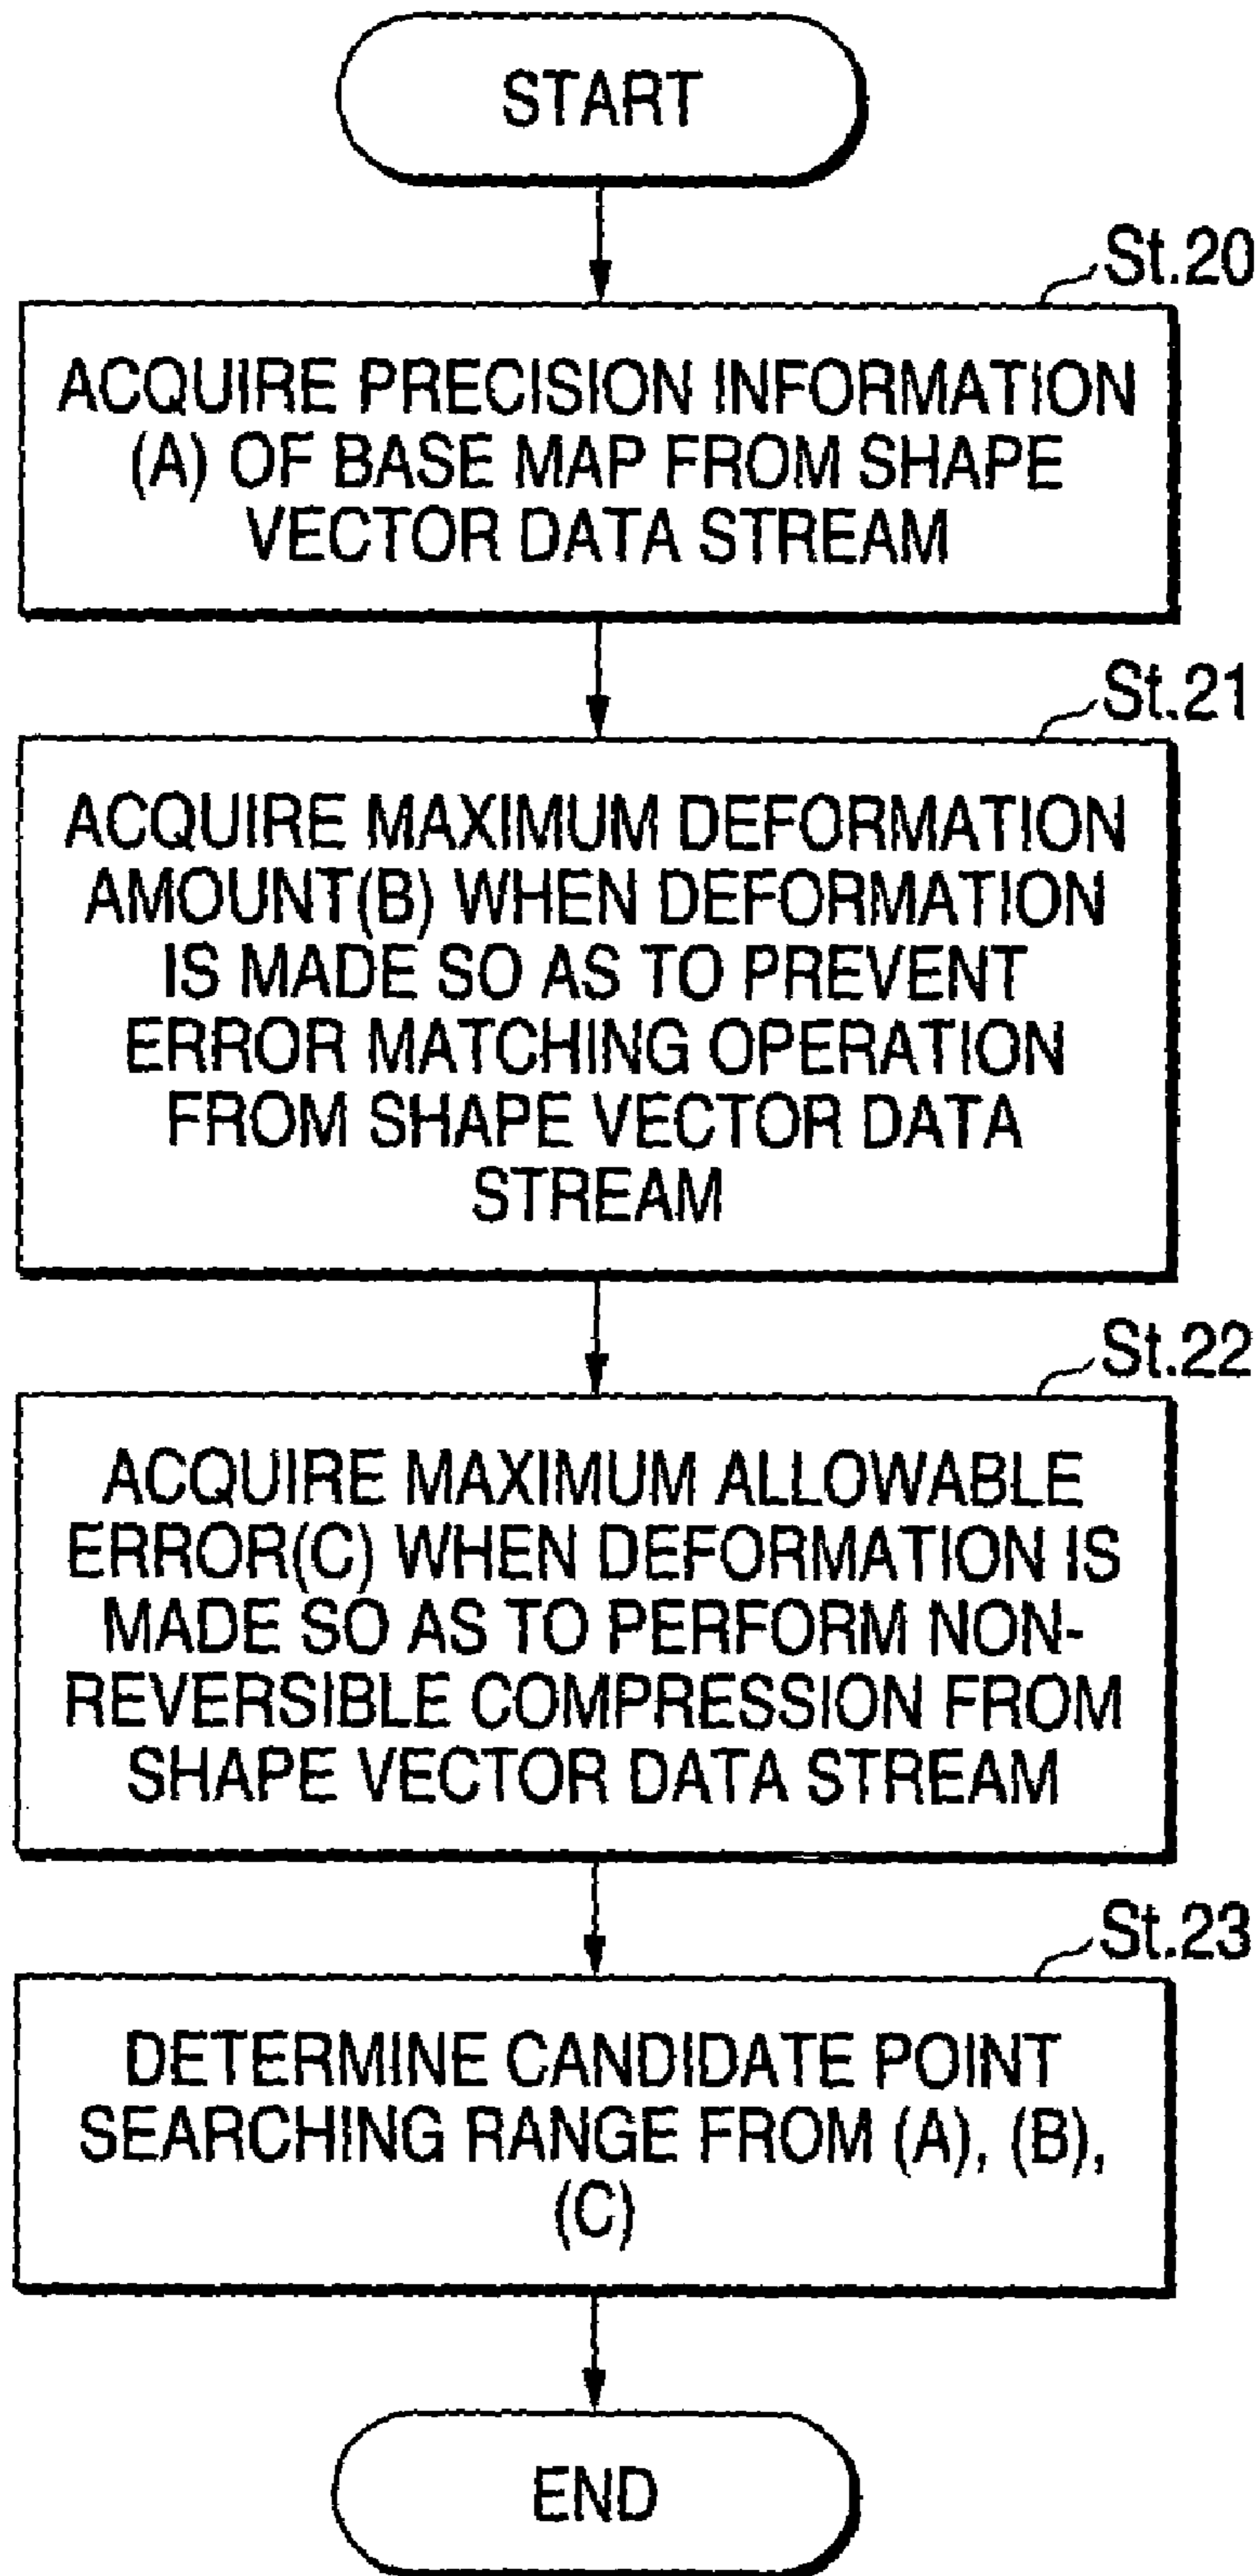 START
St.20
ACQUIRE PRECISION INFORMATION
(A) OF BASE MAP FROM SHAPE
VECTOR DATA STREAM
St.21
ACQUIRE MAXIMUM DEFORMATION
AMOUNT(B) WHEN DEFORMATION
IS MADE SO AS TO PREVENT
ERROR MATCHING OPERATION
FROM SHAPE VECTOR DATA
STREAM
St.22
ACQUIRE MAXIMUM ALLOWABLE
ERROR(C) WHEN DEFORMATION IS
MADE SO AS TO PERFORM NON-
REVERSIBLE COMPRESSION FROM
SHAPE VECTOR DATA STREAM
St.23
DETERMINE CANDIDATE POINT
SEARCHING RANGE FROM (A), (B),
(C)
END